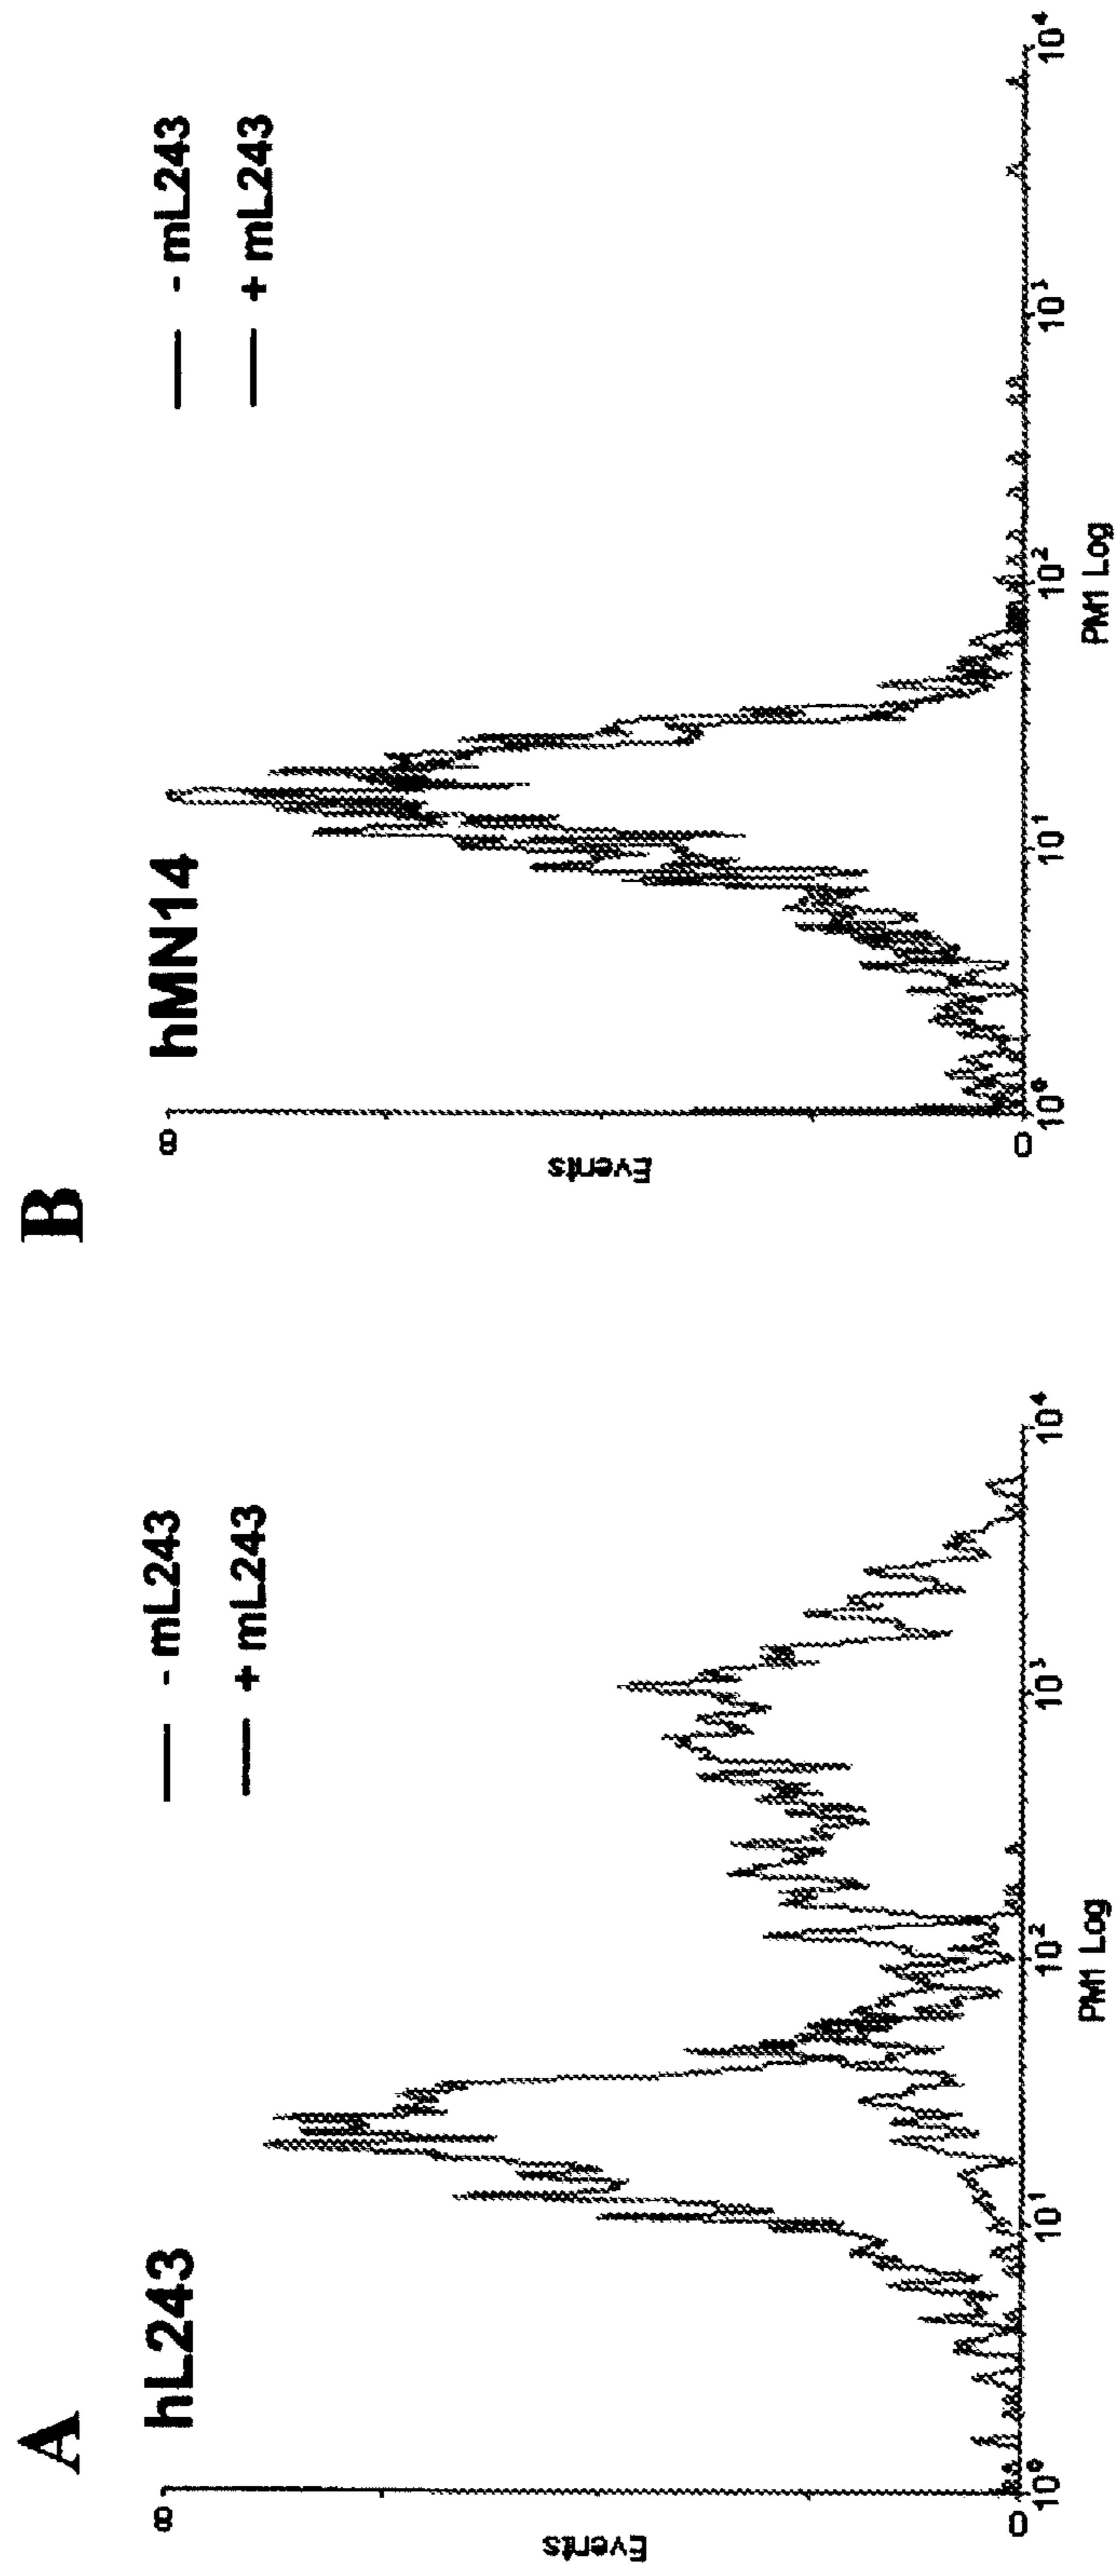 A
hL243
- mL243
+ mL243
8
Events
0
10⁰
10¹
10²
10³
10⁴
PM1 Log
B
hMN14
- mL243
+ mL243
8
Events
0
10⁰
10¹
10²
10³
10⁴
PM1 Log